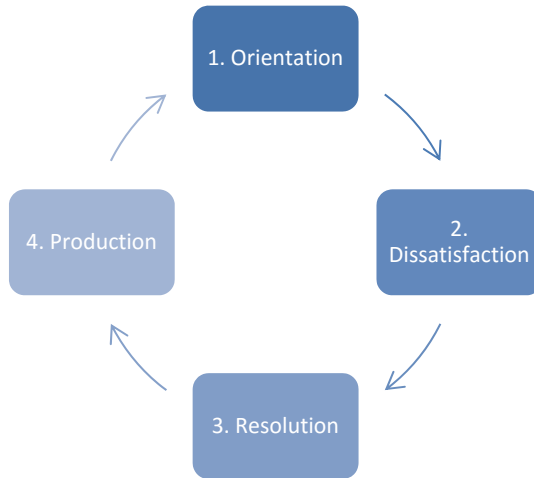 1. Orientation
2.
Dissatisfaction
3. Resolution
4. Production